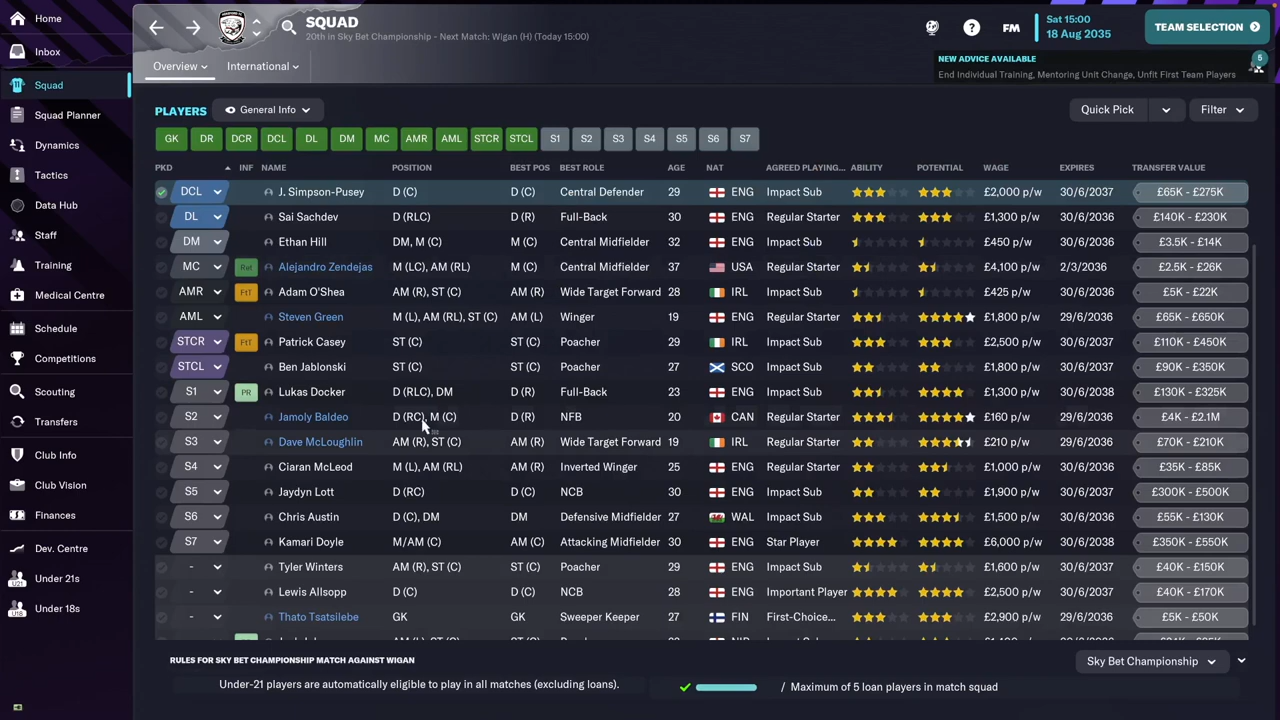 Home
SQUAD
20th in Sky Bet Championship - Next Match: Wigan (H) (Today 15:00)
FM
Sat 15:00
18 Aug 2035
TEAM SELECTION
Inbox
Overview
International
NEW ADVICE AVAILABLE
5
End Individual Training, Mentoring Unit Change, Unfit First Team Players
Squad
Squad Planner
Dynamics
Tactics
Data Hub
Staff
Training
Medical Centre
Schedule
Competitions
Scouting
Transfers
Club Info
Club Vision
Finances
Dev. Centre
Under 21s
Under 18s
PLAYERS
General Info
Quick Pick
Filter
GK DR DCR DCL DL DM MC AMR AML STCR STCL S1 S2 S3 S4 S5 S6 S7
PKD INF NAME POSITION BEST POS BEST ROLE AGE NAT AGREED PLAYING... ABILITY POTENTIAL WAGE EXPIRES TRANSFER VALUE
DCL J. Simpson-Pusey D (C) D (C) Central Defender 29 ENG Impact Sub £2,000 p/w 30/6/2037 £65K - £275K
DL Sai Sachdev D (RLC) D (R) Full-Back 30 ENG Regular Starter £1,300 p/w 30/6/2036 £140K - £230K
DM Ethan Hill DM, M (C) M (C) Central Midfielder 32 ENG Impact Sub £450 p/w 30/6/2036 £3.5K - £14K
MC Ret Alejandro Zendejas M (LC), AM (RL) M (C) Central Midfielder 37 USA Regular Starter £4,100 p/w 2/3/2036 £2.5K - £26K
AMR FtT Adam O'Shea AM (R), ST (C) AM (R) Wide Target Forward 28 IRL Impact Sub £425 p/w 30/6/2036 £5K - £22K
AML Steven Green M (L), AM (RL), ST (C) AM (L) Winger 19 ENG Regular Starter £1,800 p/w 29/6/2036 £65K - £650K
STCR FtT Patrick Casey ST (C) ST (C) Poacher 29 IRL Impact Sub £2,500 p/w 30/6/2037 £110K - £450K
STCL Ben Jablonski ST (C) ST (C) Poacher 27 SCO Impact Sub £1,800 p/w 30/6/2037 £90K - £350K
S1 PR Lukas Docker D (RLC), DM D (R) Full-Back 23 ENG Impact Sub £1,300 p/w 30/6/2038 £130K - £325K
S2 Jamoly Baldeo D (RC), M (C) D (R) NFB 20 CAN Regular Starter £160 p/w 29/6/2036 £4K - £2.1M
S3 Dave McLoughlin AM (R), ST (C) AM (R) Wide Target Forward 19 IRL Regular Starter £210 p/w 29/6/2036 £70K - £210K
S4 Ciaran McLeod M (L), AM (RL) AM (R) Inverted Winger 25 ENG Regular Starter £1,000 p/w 30/6/2036 £35K - £85K
S5 Jaydyn Lott D (RC) D (C) NCB 30 ENG Impact Sub £1,900 p/w 30/6/2037 £300K - £500K
S6 Chris Austin D (C), DM DM Defensive Midfielder 27 WAL Impact Sub £1,500 p/w 30/6/2036 £55K - £130K
S7 Kamari Doyle M/AM (C) AM (C) Attacking Midfielder 30 ENG Star Player £6,000 p/w 30/6/2038 £350K - £550K
- Tyler Winters AM (R), ST (C) ST (C) Poacher 29 ENG Impact Sub £1,600 p/w 30/6/2037 £40K - £150K
- Lewis Allsopp D (C) D (C) NCB 28 ENG Important Player £2,500 p/w 30/6/2036 £40K - £170K
- Thato Tsatsilebe GK GK Sweeper Keeper 27 FIN First-Choice... £2,900 p/w 29/6/2036 £5K - £50K
RULES FOR SKY BET CHAMPIONSHIP MATCH AGAINST WIGAN
Sky Bet Championship
Under-21 players are automatically eligible to play in all matches (excluding loans).
/ Maximum of 5 loan players in match squad